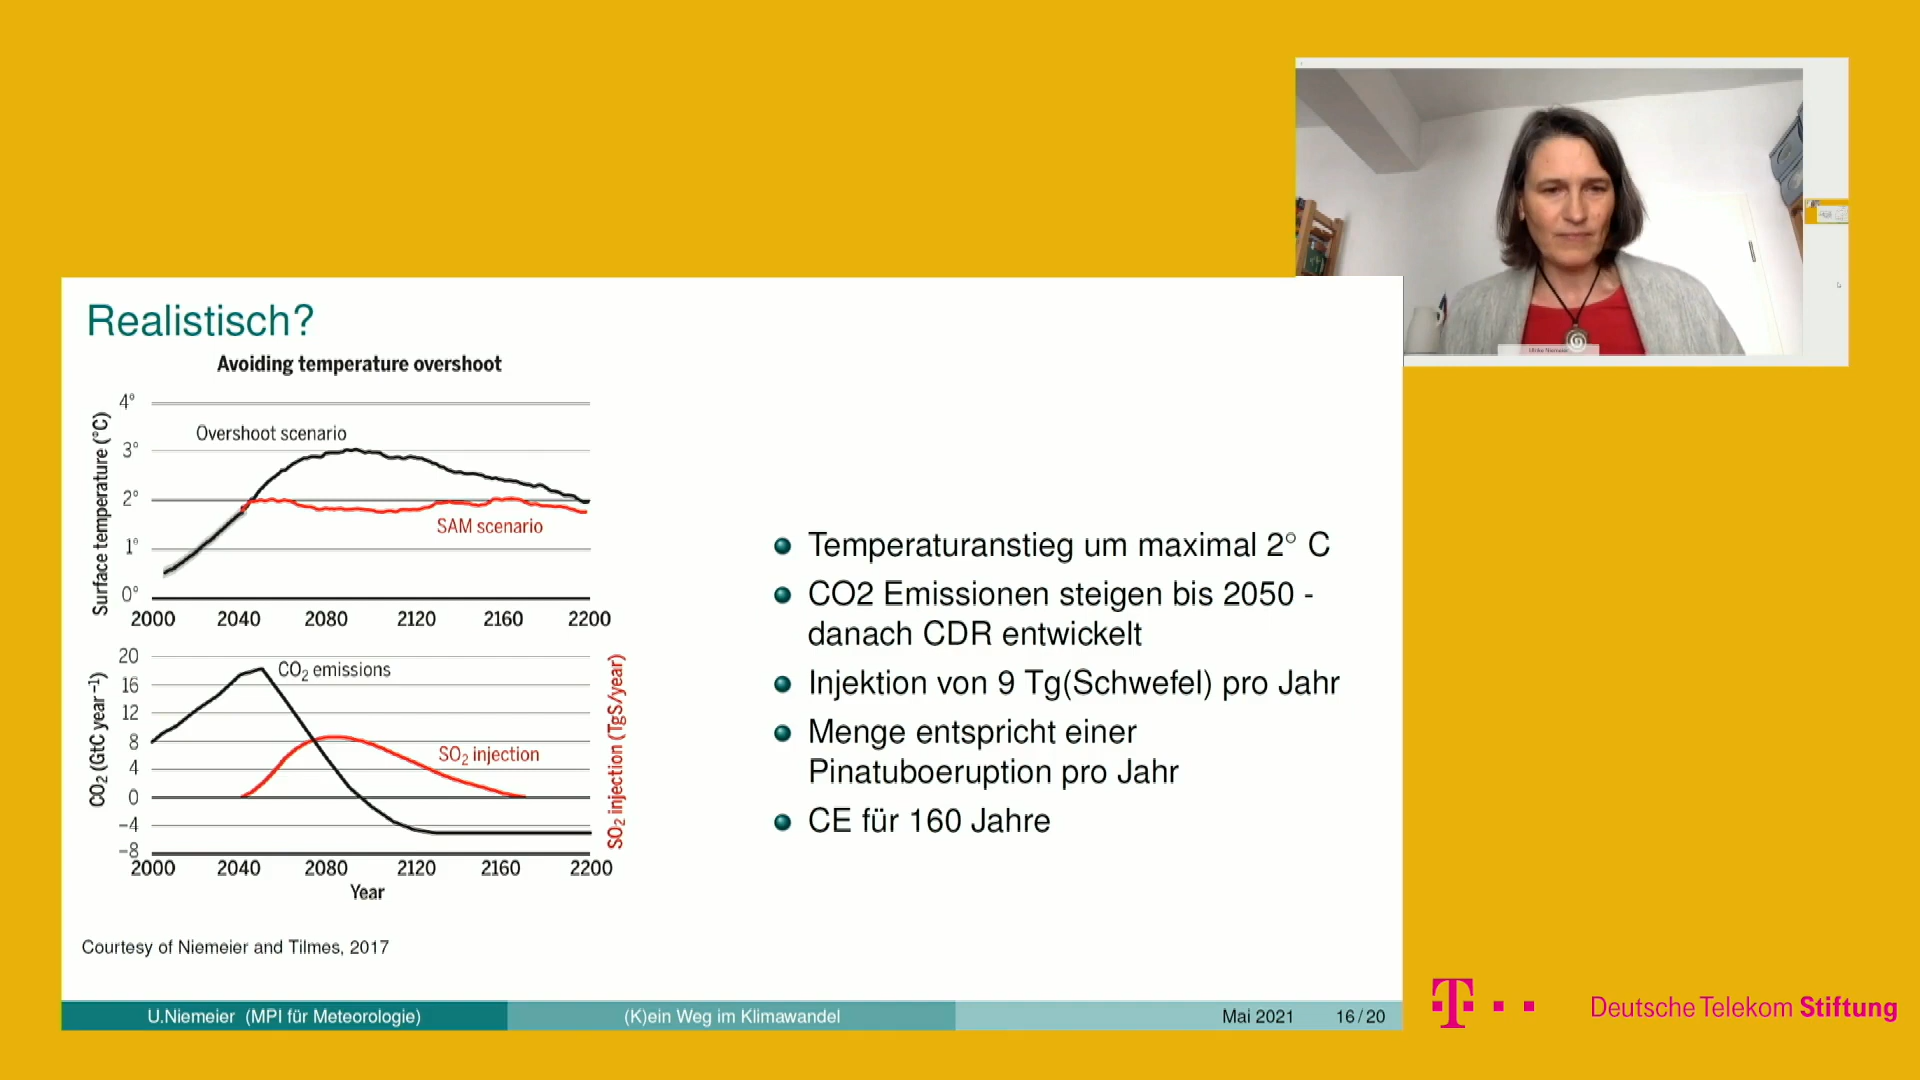 Realistisch?
Avoiding temperature overshoot
Surface temperature (°C)
4°
3°
2°
1°
0°
Overshoot scenario
SAM scenario
2000 2040 2080 2120 2160 2200
CO₂ (GtC year⁻¹)
20
16
12
8
4
0
−4
−8
CO₂ emissions
SO₂ injection
SO₂ injection (TgS/year)
2000 2040 2080 2120 2160 2200
Year
Courtesy of Niemeier and Tilmes, 2017
Temperaturanstieg um maximal 2° C
CO2 Emissionen steigen bis 2050 -
danach CDR entwickelt
Injektion von 9 Tg(Schwefel) pro Jahr
Menge entspricht einer
Pinatuboeruption pro Jahr
CE für 160 Jahre
U.Niemeier (MPI für Meteorologie)
(K)ein Weg im Klimawandel
Mai 2021
16/20
Ulrike Niemeier
T
Deutsche Telekom Stiftung